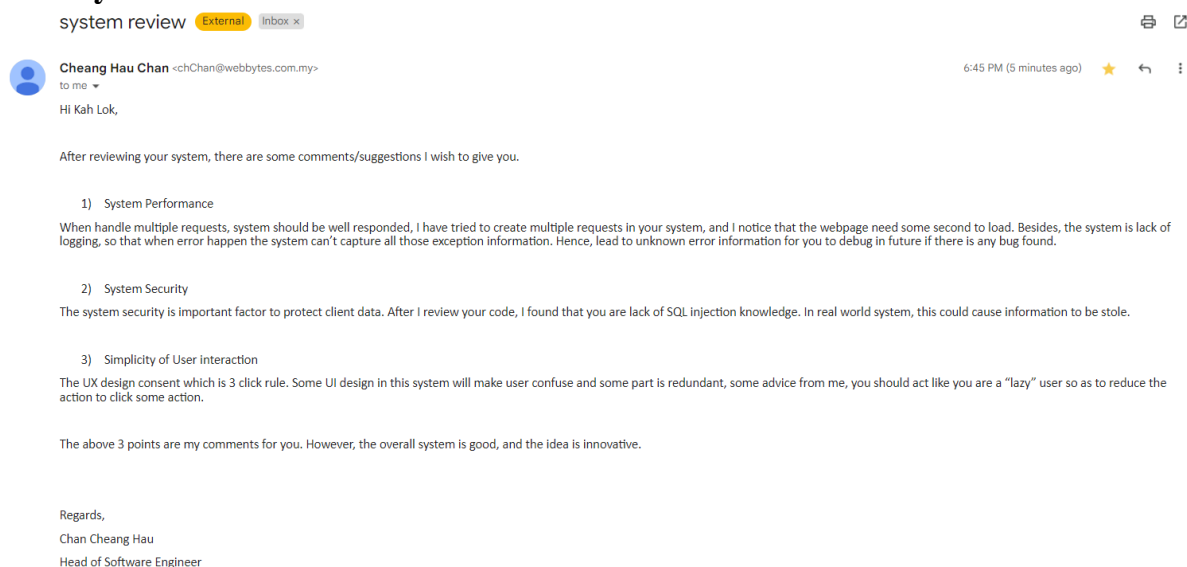 system review External Inbox ×
Cheang Hau Chan <chChan@webbytes.com.my> 6:45 PM (5 minutes ago)
to me
Hi Kah Lok,
After reviewing your system, there are some comments/suggestions I wish to give you.
1) System Performance
When handle multiple requests, system should be well responded, I have tried to create multiple requests in your system, and I notice that the webpage need some second to load. Besides, the system is lack of
logging, so that when error happen the system can't capture all those exception information. Hence, lead to unknown error information for you to debug in future if there is any bug found.
2) System Security
The system security is important factor to protect client data. After I review your code, I found that you are lack of SQL injection knowledge. In real world system, this could cause information to be stole.
3) Simplicity of User interaction
The UX design consent which is 3 click rule. Some UI design in this system will make user confuse and some part is redundant, some advice from me, you should act like you are a “lazy” user so as to reduce the
action to click some action.
The above 3 points are my comments for you. However, the overall system is good, and the idea is innovative.
Regards,
Chan Cheang Hau
Head of Software Engineer